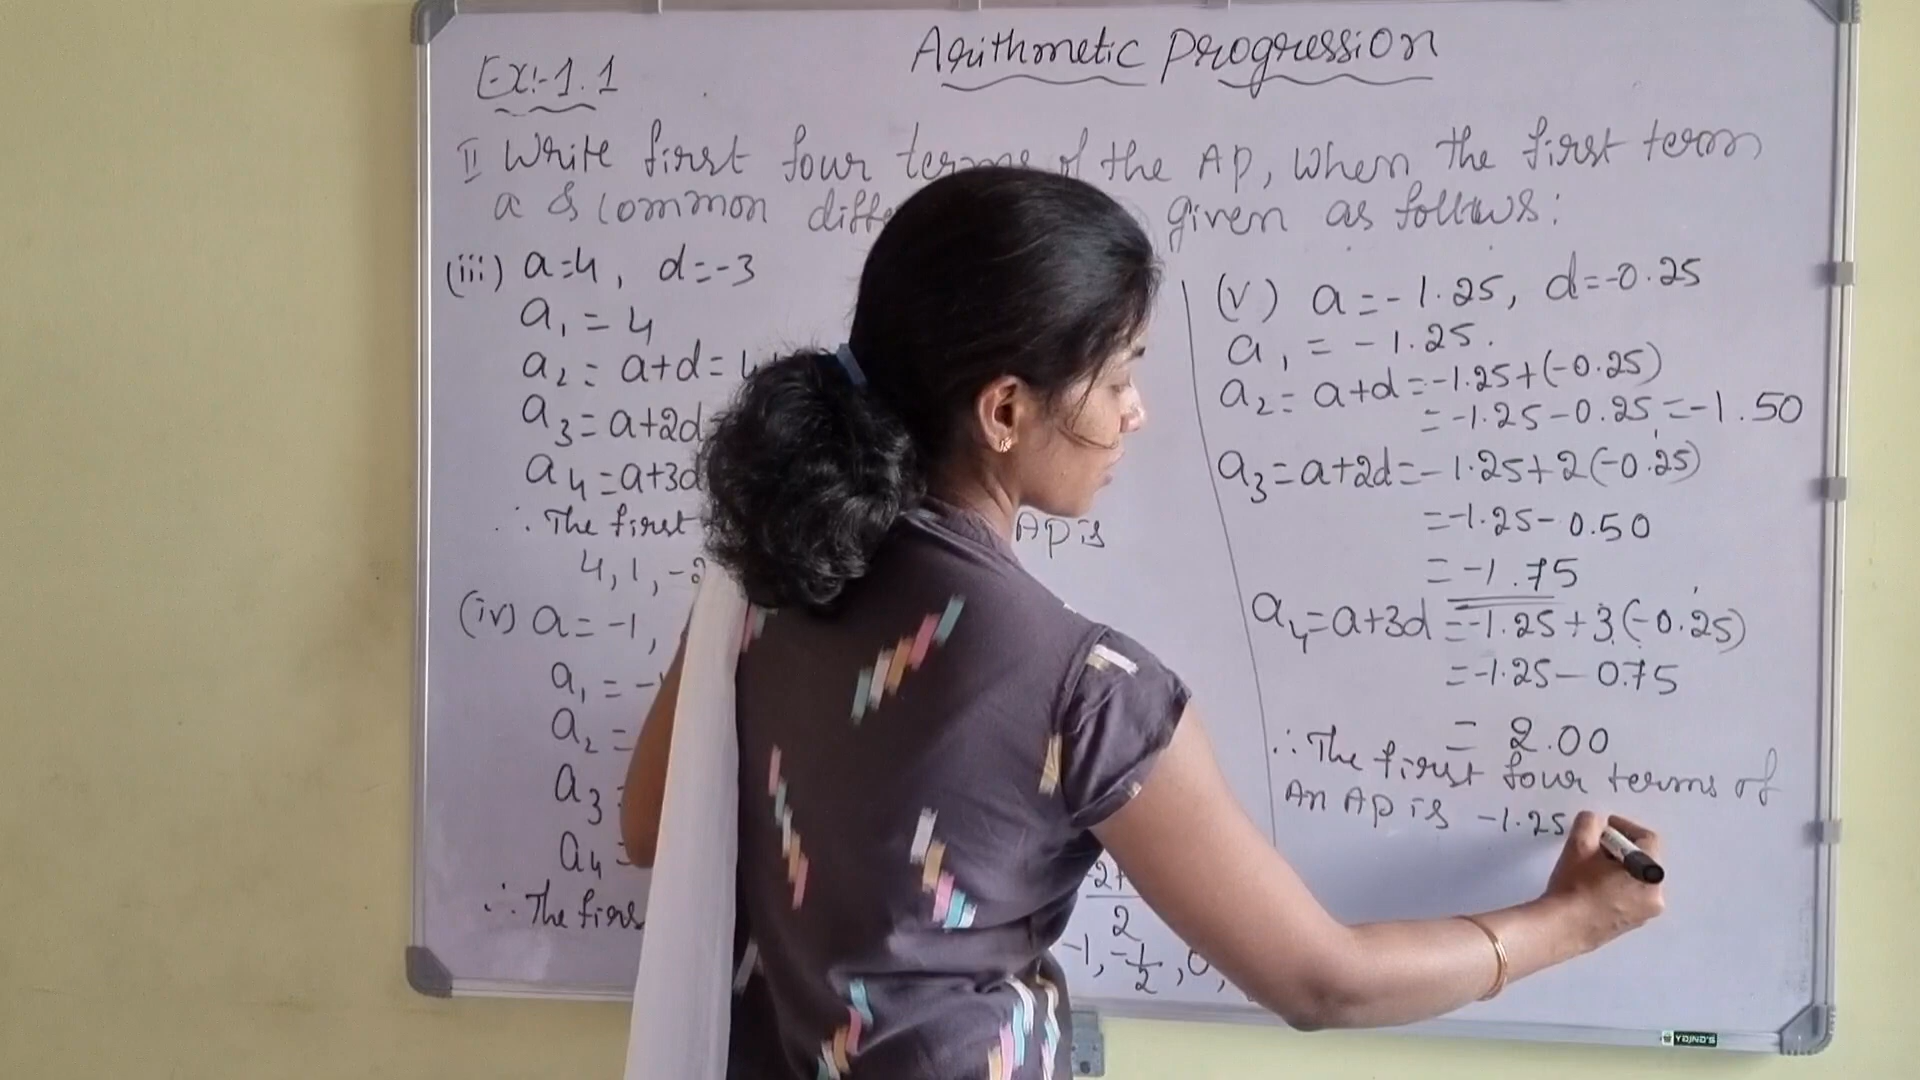 Arithmetic Progression
Ex:-1.1
II Write first four terms of the AP, When the first term
a & common given as follows:
(iii) a=4, d=-3
a₁ = 4
a₂ = a+d=
a₃=a+2d
a₄=a+3d
∴ The first AP is
4, 1,
(iv) a= -1,
a₁ =
a₂ =
a₃
a₄
∴ The
2
-1, -1/2, 0,
(v) a = -1.25, d=-0.25
a₁ = -1.25.
a₂= a+d=-1.25+(-0.25)
=-1.25-0.25=-1.50
a₃=a+2d=-1.25+2(-0.25)
=-1.25-0.50
=-1.75
a₄=a+3d=-1.25+3(-0.25)
=-1.25-0.75
= 2.00
∴ The first four terms of
An AP is -1.25
YOJNO'S